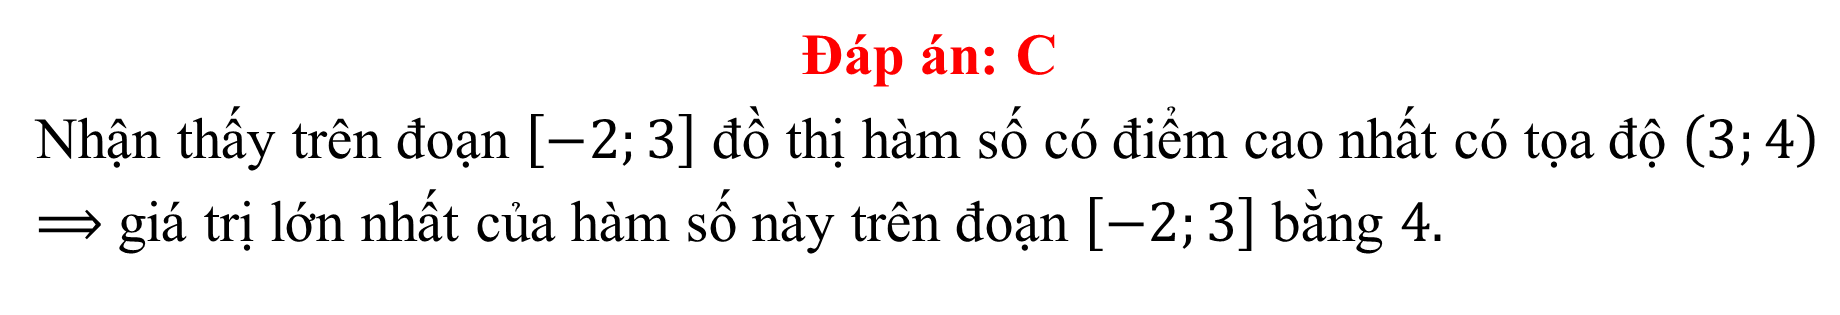 Đáp án: C
Nhận thấy trên đoạn [−2; 3] đồ thị hàm số có điểm cao nhất có tọa độ (3; 4)
⟹ giá trị lớn nhất của hàm số này trên đoạn [−2; 3] bằng 4.